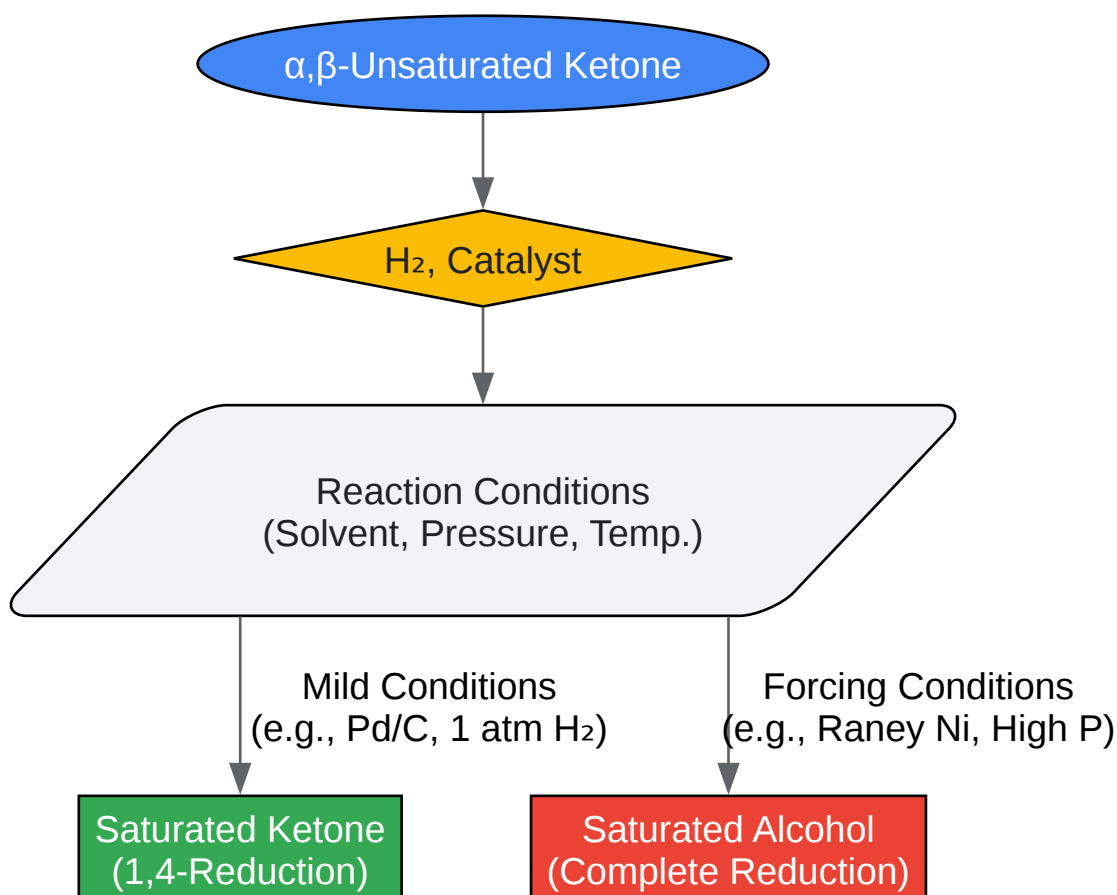 α,β-Unsaturated Ketone
H₂, Catalyst
Reaction Conditions
(Solvent, Pressure, Temp.)
Mild Conditions
(e.g., Pd/C, 1 atm H₂)
Forcing Conditions
(e.g., Raney Ni, High P)
Saturated Ketone
(1,4-Reduction)
Saturated Alcohol
(Complete Reduction)